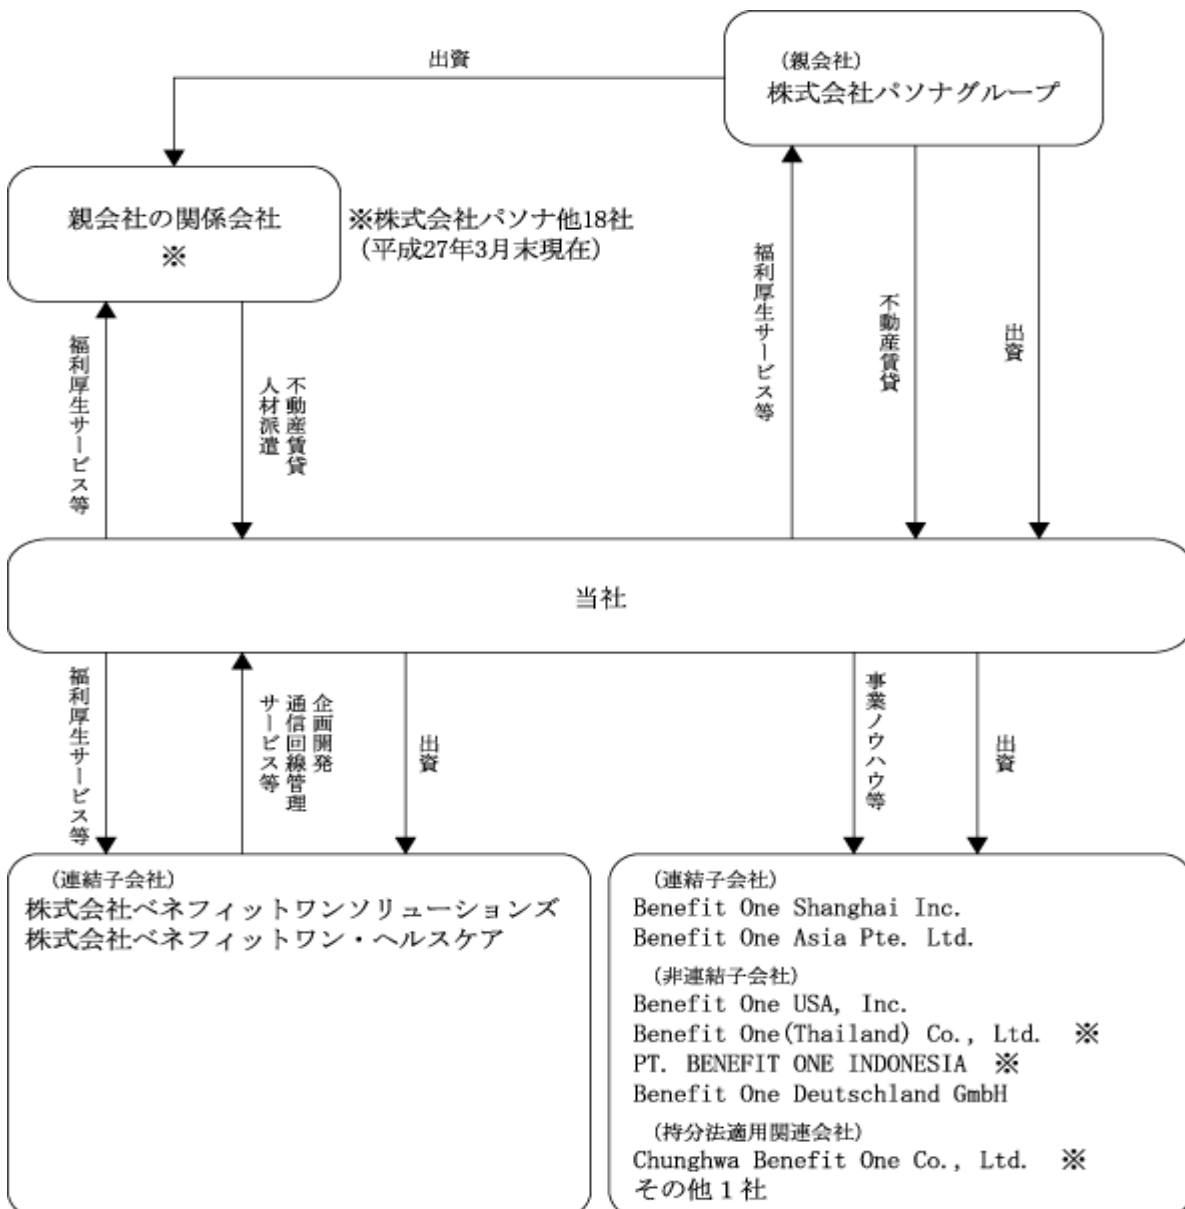 出資
（親会社）
株式会社パソナグループ
親会社の関係会社
※
※株式会社パソナ他18社
（平成27年3月末現在）
福利厚生サービス等
不動産賃貸
人材派遣
福利厚生サービス等
不動産賃貸
出資
当社
福利厚生サービス等
企画開発
通信回線管理
サービス等
出資
事業ノウハウ等
出資
（連結子会社）
株式会社ベネフィットワンソリューションズ
株式会社ベネフィットワン・ヘルスケア
（連結子会社）
Benefit One Shanghai Inc.
Benefit One Asia Pte. Ltd.
（非連結子会社）
Benefit One USA, Inc.
Benefit One(Thailand) Co., Ltd. ※
PT. BENEFIT ONE INDONESIA ※
Benefit One Deutschland GmbH
（持分法適用関連会社）
Chunghwa Benefit One Co., Ltd. ※
その他１社